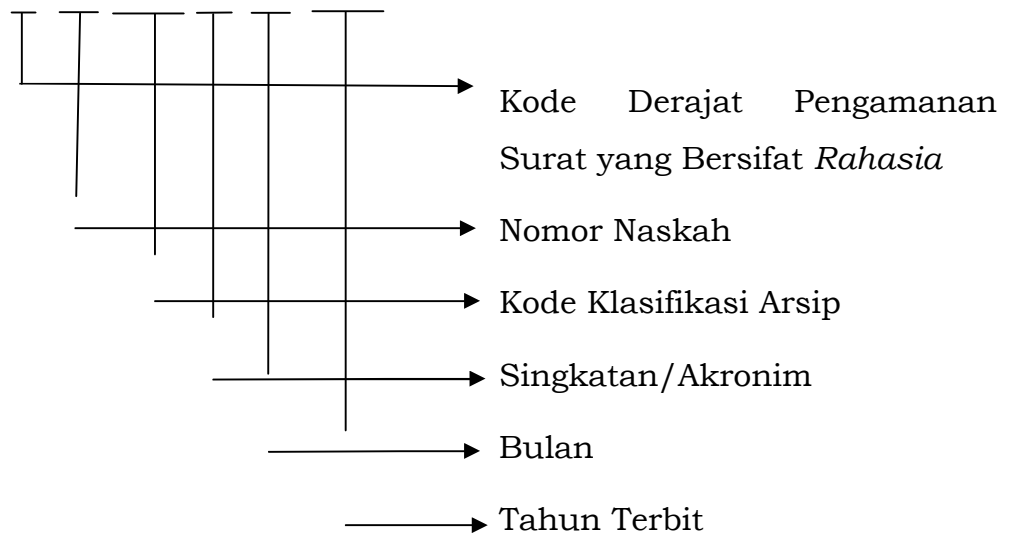 Kode Derajat Pengamanan
Surat yang Bersifat Rahasia
Nomor Naskah
Kode Klasifikasi Arsip
Singkatan/Akronim
Bulan
Tahun Terbit